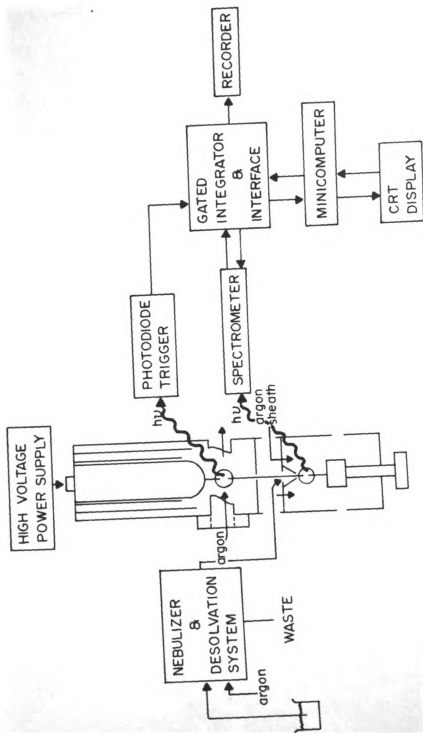 HIGH VOLTAGE
POWER SUPPLY
PHOTODIODE
TRIGGER
hν
GATED
INTEGRATOR
&
INTERFACE
RECORDER
SPECTROMETER
hν
argon
sheath
MINICOMPUTER
CRT
DISPLAY
argon
NEBULIZER
&
DESOLVATION
SYSTEM
WASTE
argon